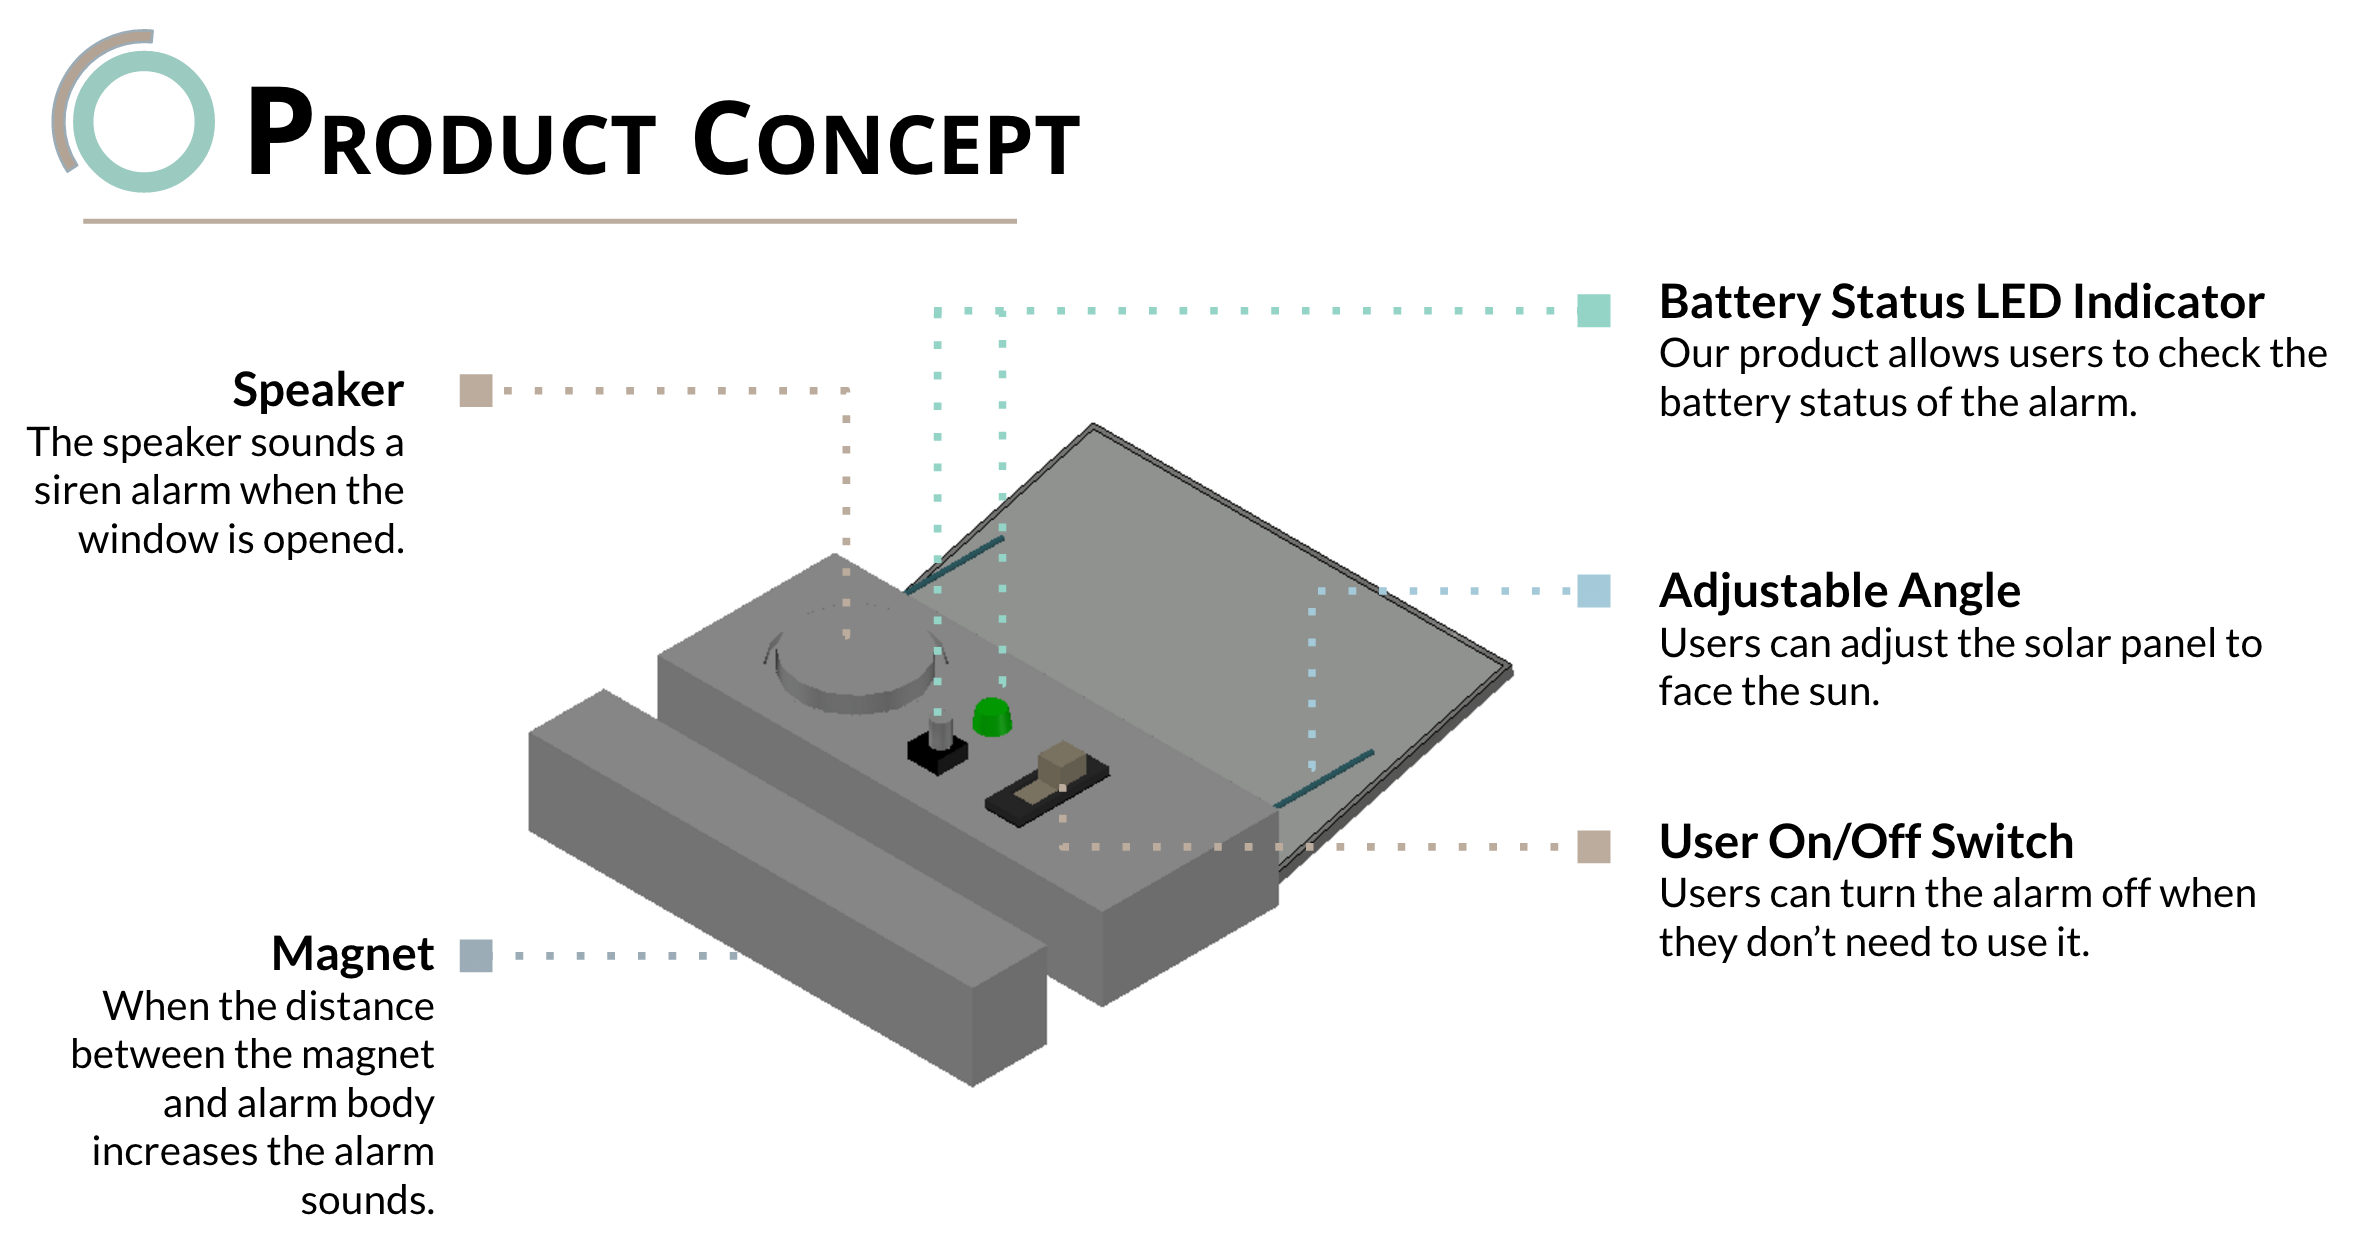 Product Concept
Speaker
The speaker sounds a
siren alarm when the
window is opened.
Magnet
When the distance
between the magnet
and alarm body
increases the alarm
sounds.
Battery Status LED Indicator
Our product allows users to check the
battery status of the alarm.
Adjustable Angle
Users can adjust the solar panel to
face the sun.
User On/Off Switch
Users can turn the alarm off when
they don’t need to use it.